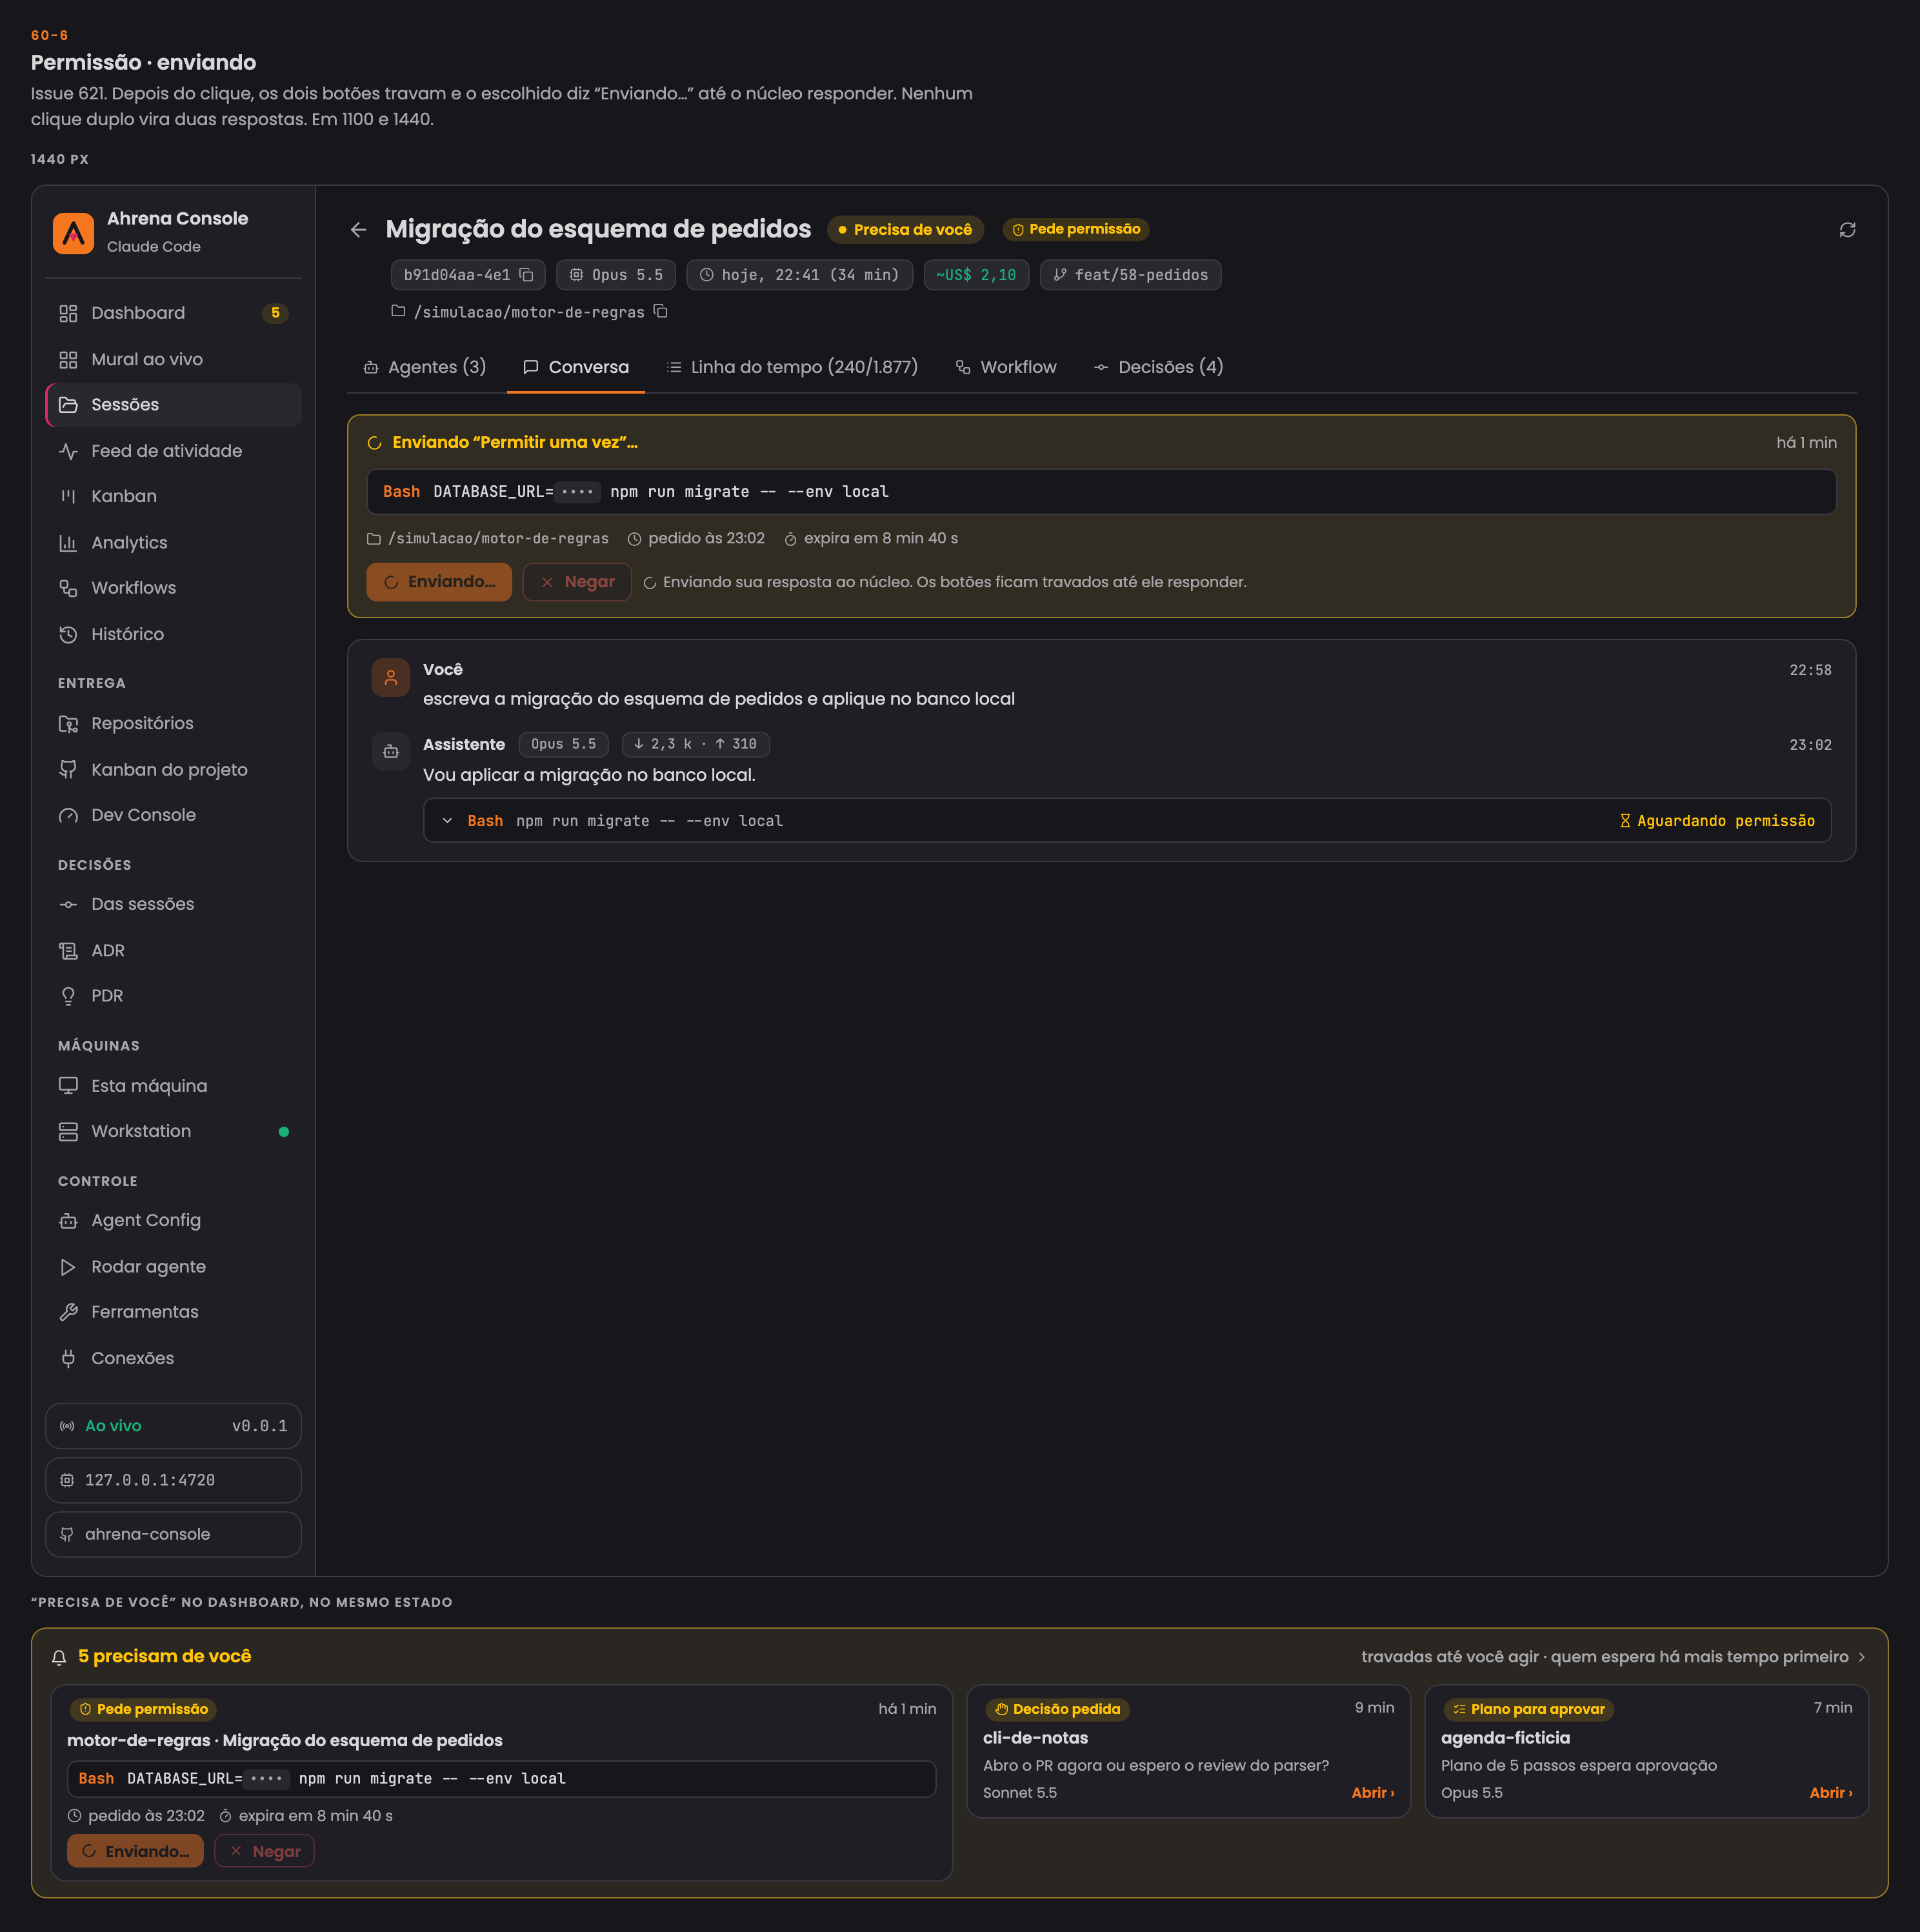 60-6
Permissão · enviando
Issue 621. Depois do clique, os dois botões travam e o escolhido diz “Enviando…” até o núcleo responder. Nenhum
clique duplo vira duas respostas. Em 1100 e 1440.
1440 PX
Ahrena Console
Claude Code
Dashboard 5
Mural ao vivo
Sessões
Feed de atividade
Kanban
Analytics
Workflows
Histórico
ENTREGA
Repositórios
Kanban do projeto
Dev Console
DECISÕES
Das sessões
ADR
PDR
MÁQUINAS
Esta máquina
Workstation
CONTROLE
Agent Config
Rodar agente
Ferramentas
Conexões
Ao vivo v0.0.1
127.0.0.1:4720
ahrena-console
Migração do esquema de pedidos Precisa de você Pede permissão
b91d04aa-4e1 Opus 5.5 hoje, 22:41 (34 min) ~US$ 2,10 feat/58-pedidos
/simulacao/motor-de-regras
Agentes (3) Conversa Linha do tempo (240/1.877) Workflow Decisões (4)
Enviando “Permitir uma vez”… há 1 min
Bash DATABASE_URL=•••• npm run migrate -- --env local
/simulacao/motor-de-regras pedido às 23:02 expira em 8 min 40 s
Enviando… Negar Enviando sua resposta ao núcleo. Os botões ficam travados até ele responder.
Você 22:58
escreva a migração do esquema de pedidos e aplique no banco local
Assistente Opus 5.5 ↓ 2,3 k · ↑ 310 23:02
Vou aplicar a migração no banco local.
Bash npm run migrate -- --env local Aguardando permissão
“PRECISA DE VOCÊ” NO DASHBOARD, NO MESMO ESTADO
5 precisam de você travadas até você agir · quem espera há mais tempo primeiro ›
Pede permissão há 1 min
motor-de-regras · Migração do esquema de pedidos
Bash DATABASE_URL=•••• npm run migrate -- --env local
pedido às 23:02 expira em 8 min 40 s
Enviando… Negar
Decisão pedida 9 min
cli-de-notas
Abro o PR agora ou espero o review do parser?
Sonnet 5.5 Abrir ›
Plano para aprovar 7 min
agenda-ficticia
Plano de 5 passos espera aprovação
Opus 5.5 Abrir ›